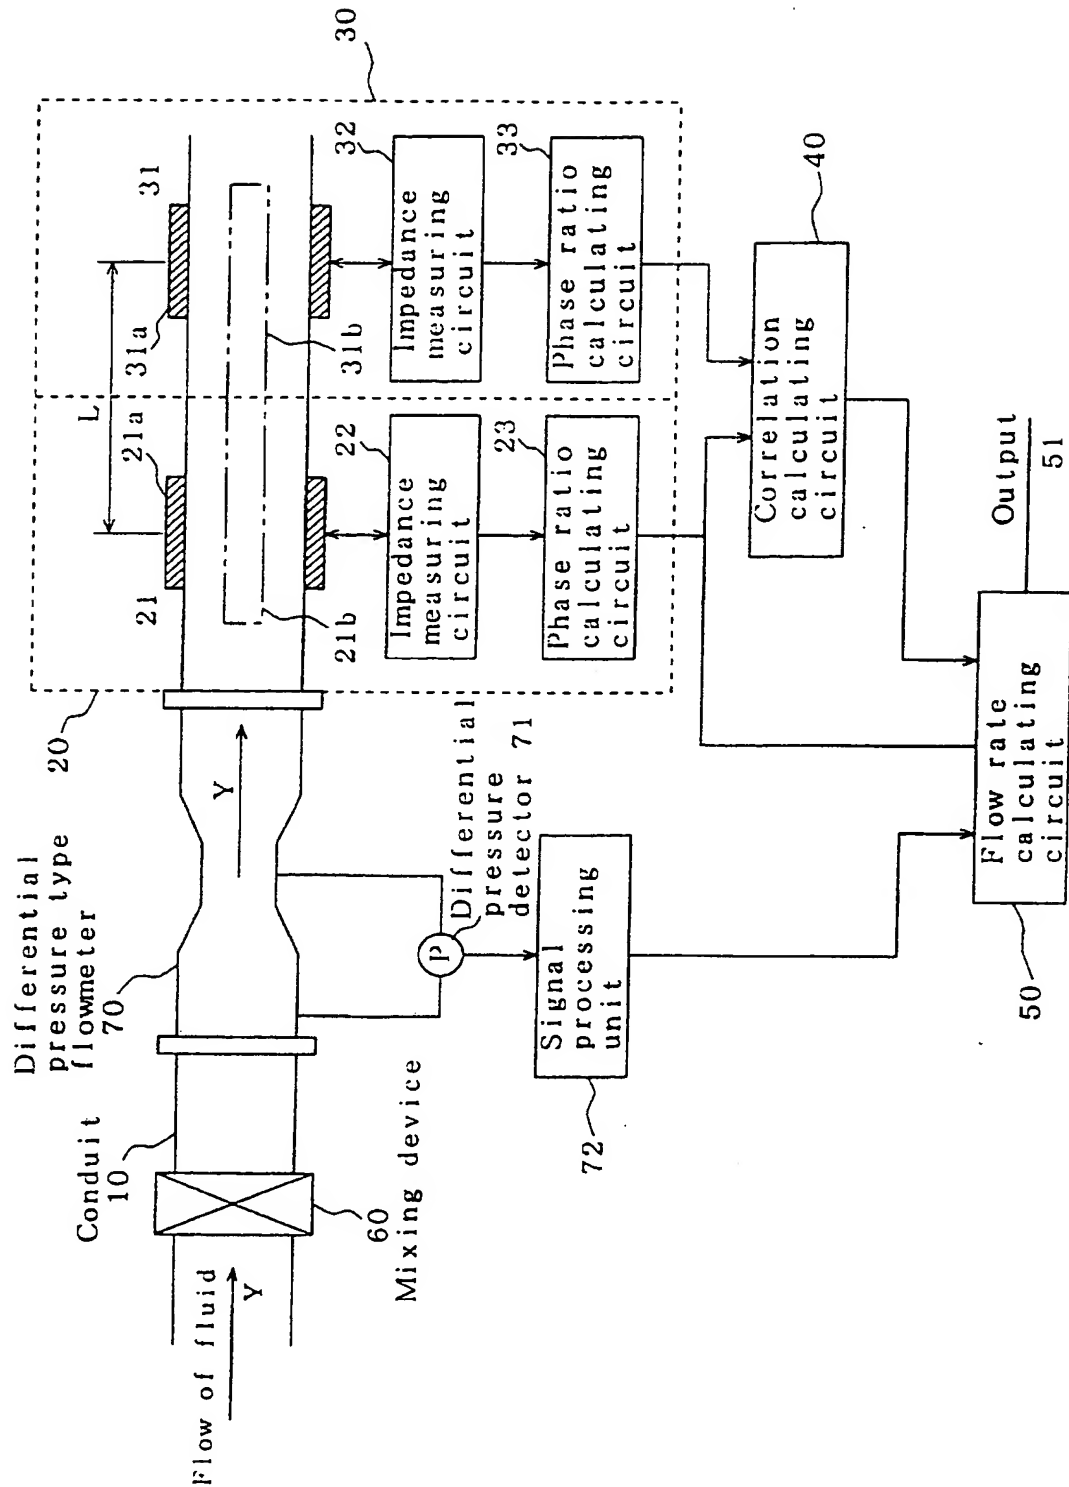 Flow of fluid
Y
Conduit
10
60
Mixing device
Differential
pressure type
flowmeter
70
Y
P
Differential
pressure
detector 71
Signal
processing
unit
72
20
21
21a
L
31a
31
30
21b
31b
22
Impedance
measuring
circuit
32
Impedance
measuring
circuit
23
Phase ratio
calculating
circuit
33
Phase ratio
calculating
circuit
40
Correlation
calculating
circuit
Flow rate
calculating
circuit
50
Output
51